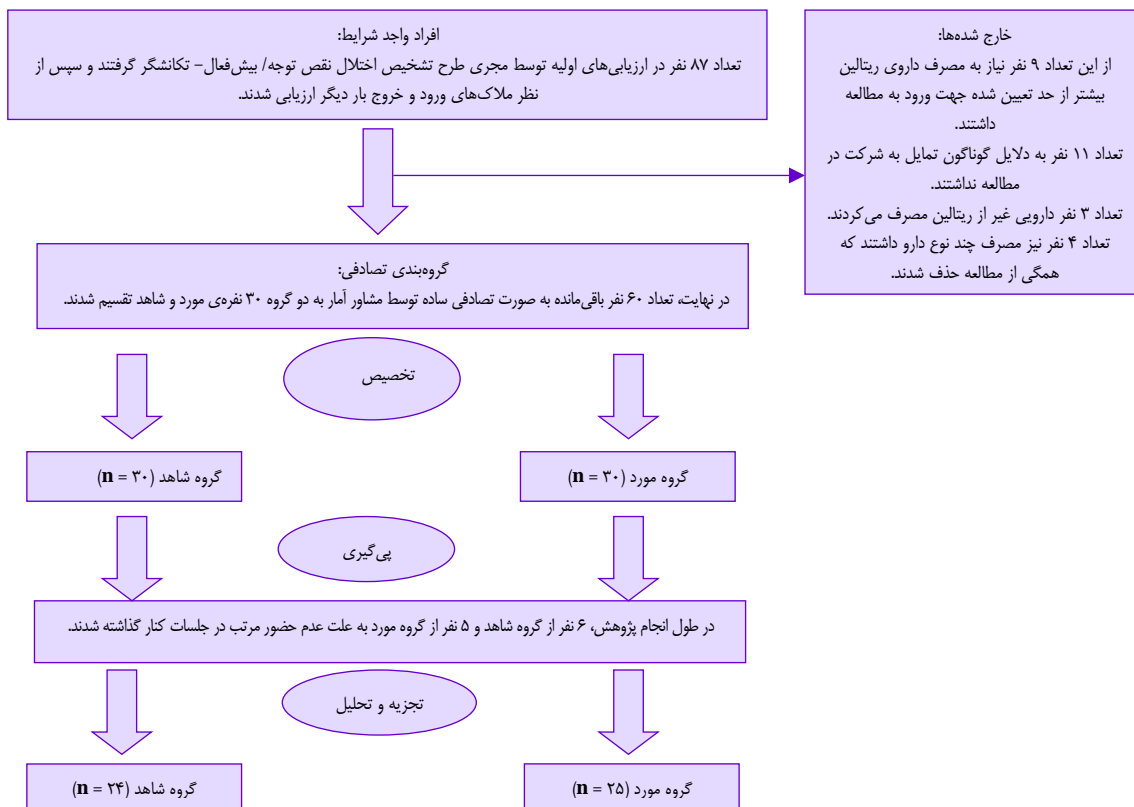 افراد واجد شرایط:
تعداد ۸۷ نفر در ارزیابی‌های اولیه توسط مجری طرح تشخیص اختلال نقص توجه/ بیش‌فعال- تکانشگر گرفتند و سپس از
نظر ملاک‌های ورود و خروج بار دیگر ارزیابی شدند.
خارج شده‌ها:
از این تعداد ۹ نفر نیاز به مصرف داروی ریتالین
بیشتر از حد تعیین شده جهت ورود به مطالعه
داشتند.
تعداد ۱۱ نفر به دلایل گوناگون تمایل به شرکت در
مطالعه نداشتند.
تعداد ۳ نفر دارویی غیر از ریتالین مصرف می‌کردند.
تعداد ۴ نفر نیز مصرف چند نوع دارو داشتند که
همگی از مطالعه حذف شدند.
گروه‌بندی تصادفی:
در نهایت، تعداد ۶۰ نفر باقی‌مانده به صورت تصادفی ساده توسط مشاور آمار به دو گروه ۳۰ نفره‌ی مورد و شاهد تقسیم شدند.
تخصیص
گروه مورد (n = ۳۰)
گروه شاهد (n = ۳۰)
پی‌گیری
در طول انجام پژوهش، ۶ نفر از گروه شاهد و ۵ نفر از گروه مورد به علت عدم حضور مرتب در جلسات کنار گذاشته شدند.
تجزیه و تحلیل
گروه مورد (n = ۲۵)
گروه شاهد (n = ۲۴)